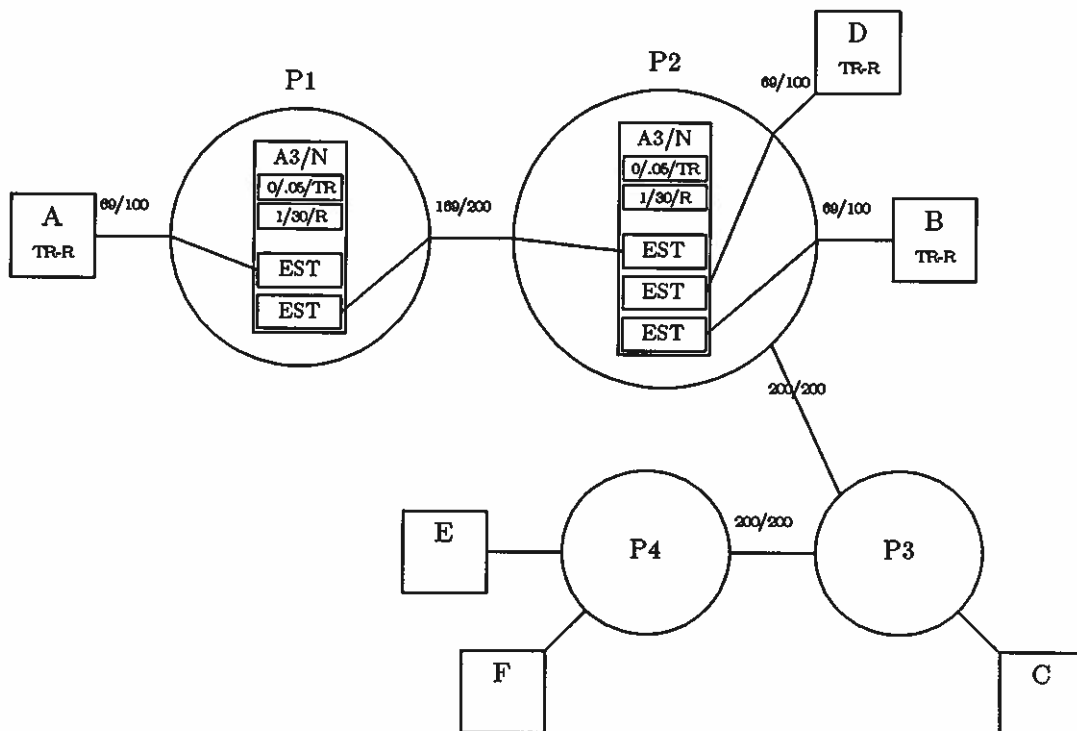 P1
A3/N
0/.05/TR
1/30/R
EST
EST
A
TR-R
69/100
169/200
P2
A3/N
0/.05/TR
1/30/R
EST
EST
EST
D
TR-R
69/100
B
TR-R
69/100
200/200
P4
200/200
P3
E
F
C